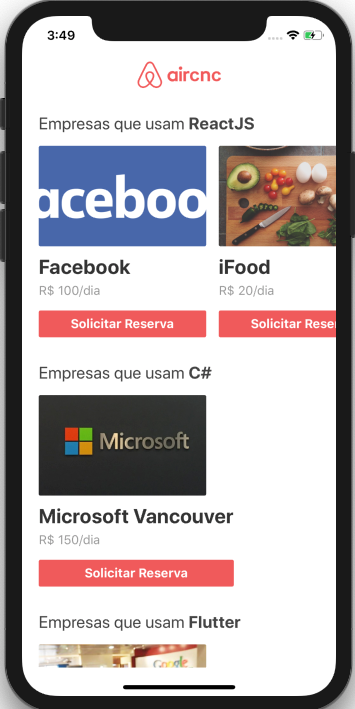 3:49
aircnc
Empresas que usam ReactJS
aceboo
Facebook
R$ 100/dia
Solicitar Reserva
iFood
R$ 20/dia
Solicitar Reser
Empresas que usam C#
Microsoft
Microsoft Vancouver
R$ 150/dia
Solicitar Reserva
Empresas que usam Flutter
Google